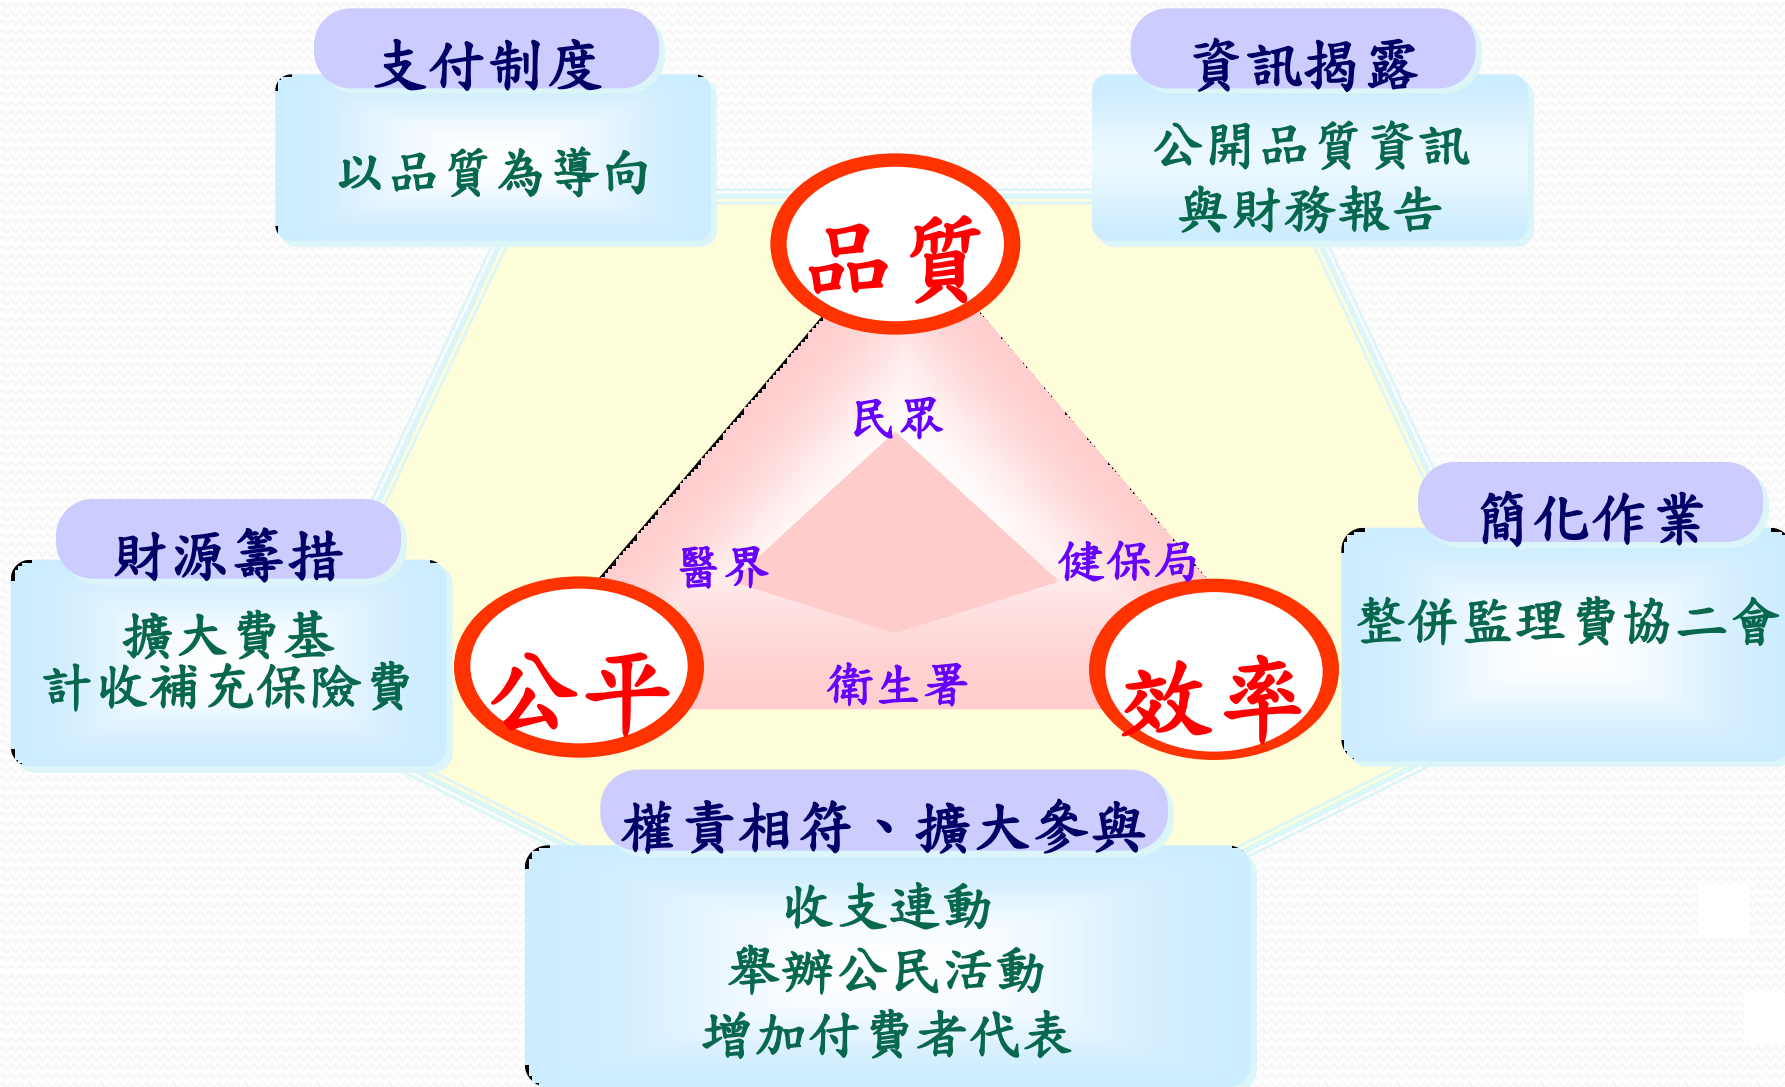 支付制度
以品質為導向
資訊揭露
公開品質資訊
與財務報告
品質
民眾
醫界
健保局
衛生署
公平
效率
財源籌措
擴大費基
計收補充保險費
簡化作業
整併監理費協二會
權責相符、擴大參與
收支連動
舉辦公民活動
增加付費者代表